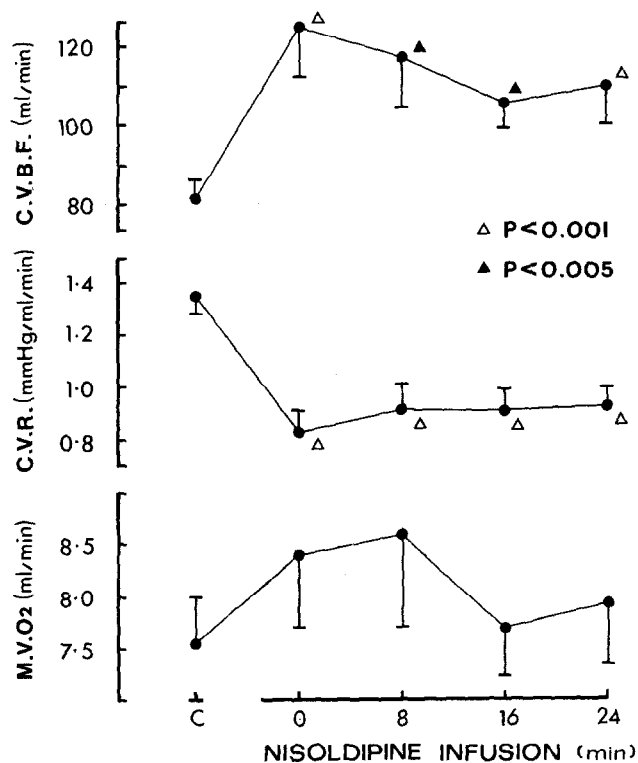 C.V.B.F. (ml/min)
120
100
80
△ P<0.001
▲ P<0.005
C.V.R. (mmHg/ml/min)
1·4
1·2
1·0
0·8
M.V.O2 (ml/min)
8·5
8·0
7·5
C 0 8 16 24
NISOLDIPINE INFUSION (min)